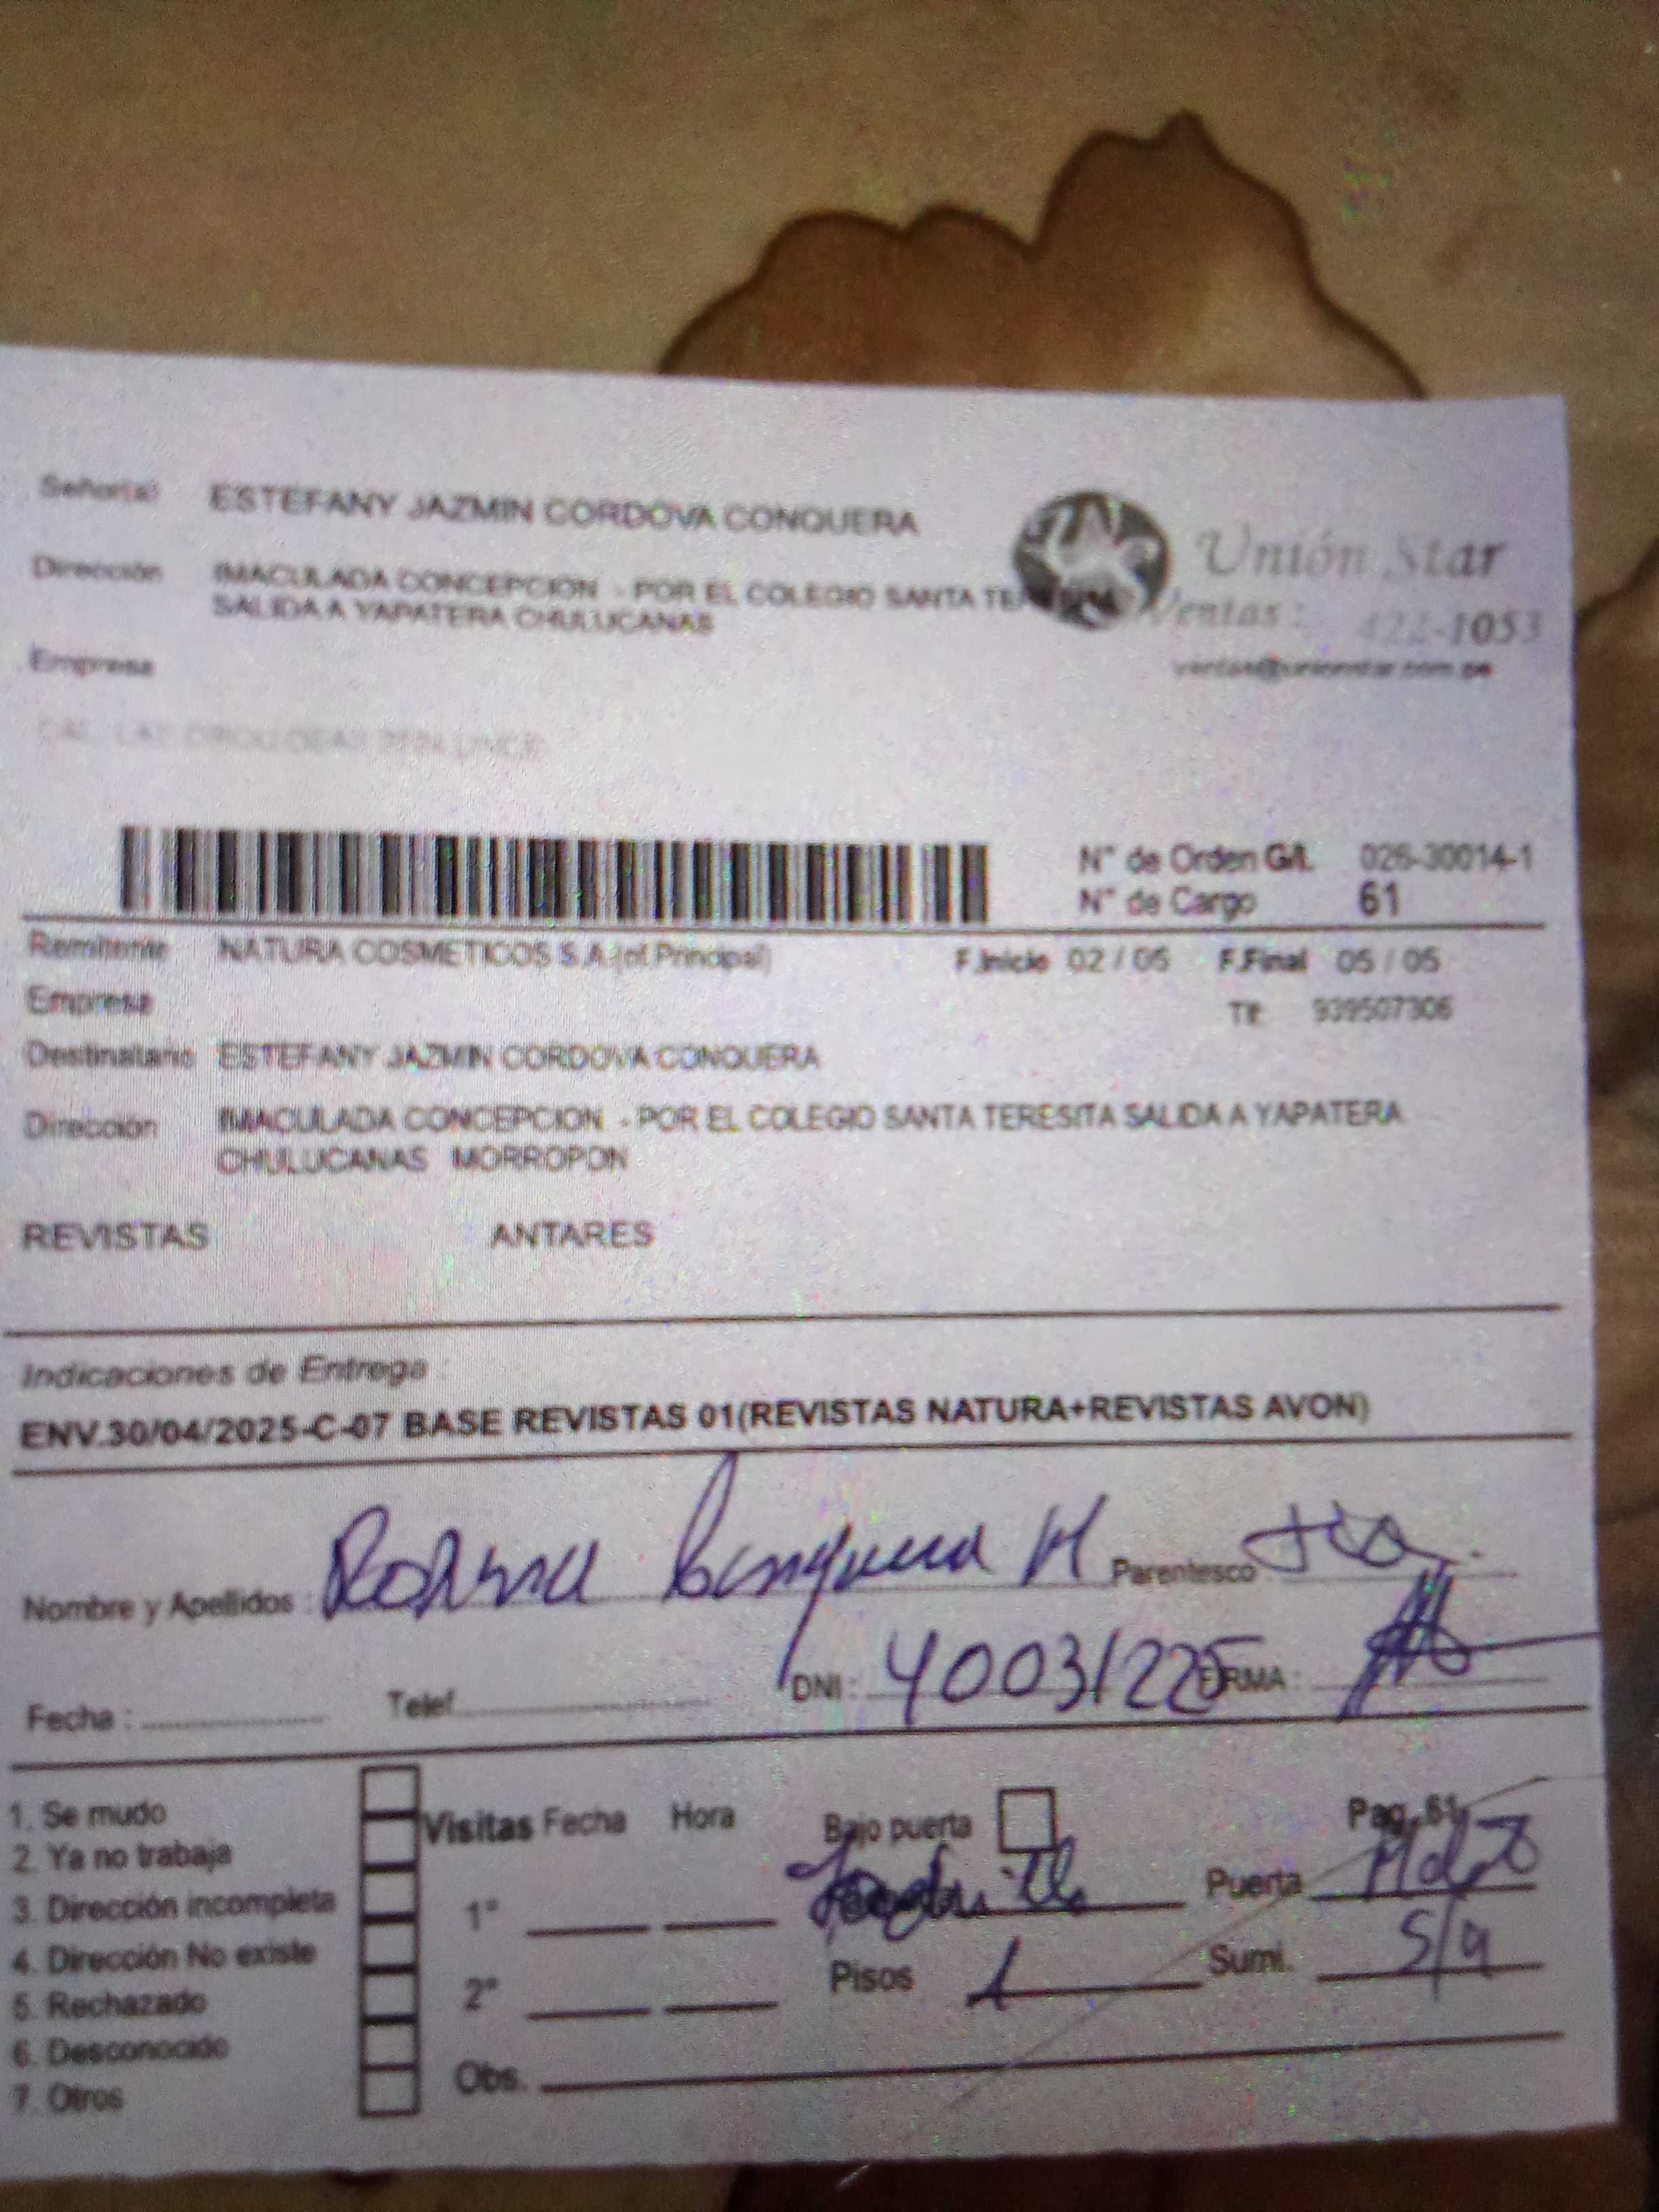 Señor(a) ESTEFANY JAZMIN CORDOVA CONQUERA
Unión Star
Dirección IMACULADA CONCEPCION - POR EL COLEGIO SANTA
SALIDA A YAPATERA CHULUCANAS
Ventas: 422-1053
ventas@unionstar.com.pe
Empresa
N° de Orden G/L 026-30014-1
N° de Cargo 61
Remitente NATURA COSMETICOS S.A.(of.Principal) F.Inicio 02 / 05 F.Final 05 / 05
Empresa Tlf: 939507306
Destinatario ESTEFANY JAZMIN CORDOVA CONQUERA
Dirección IMACULADA CONCEPCION - POR EL COLEGIO SANTA TERESITA SALIDA A YAPATERA
CHULUCANAS MORROPON
REVISTAS ANTARES
Indicaciones de Entrega :
ENV.30/04/2025-C-07 BASE REVISTAS 01(REVISTAS NATURA+REVISTAS AVON)
Nombre y Apellidos : Conquera M Parentesco : tia
Fecha : Telef. DNI : 40031225 FIRMA :
1. Se mudo
2. Ya no trabaja
3. Dirección incompleta
4. Dirección No existe
5. Rechazado
6. Desconocido
7. Otros
Visitas Fecha Hora Bajo puerta Pag. 61
1° Puerta
2° Pisos 1 Sumi.
Obs.